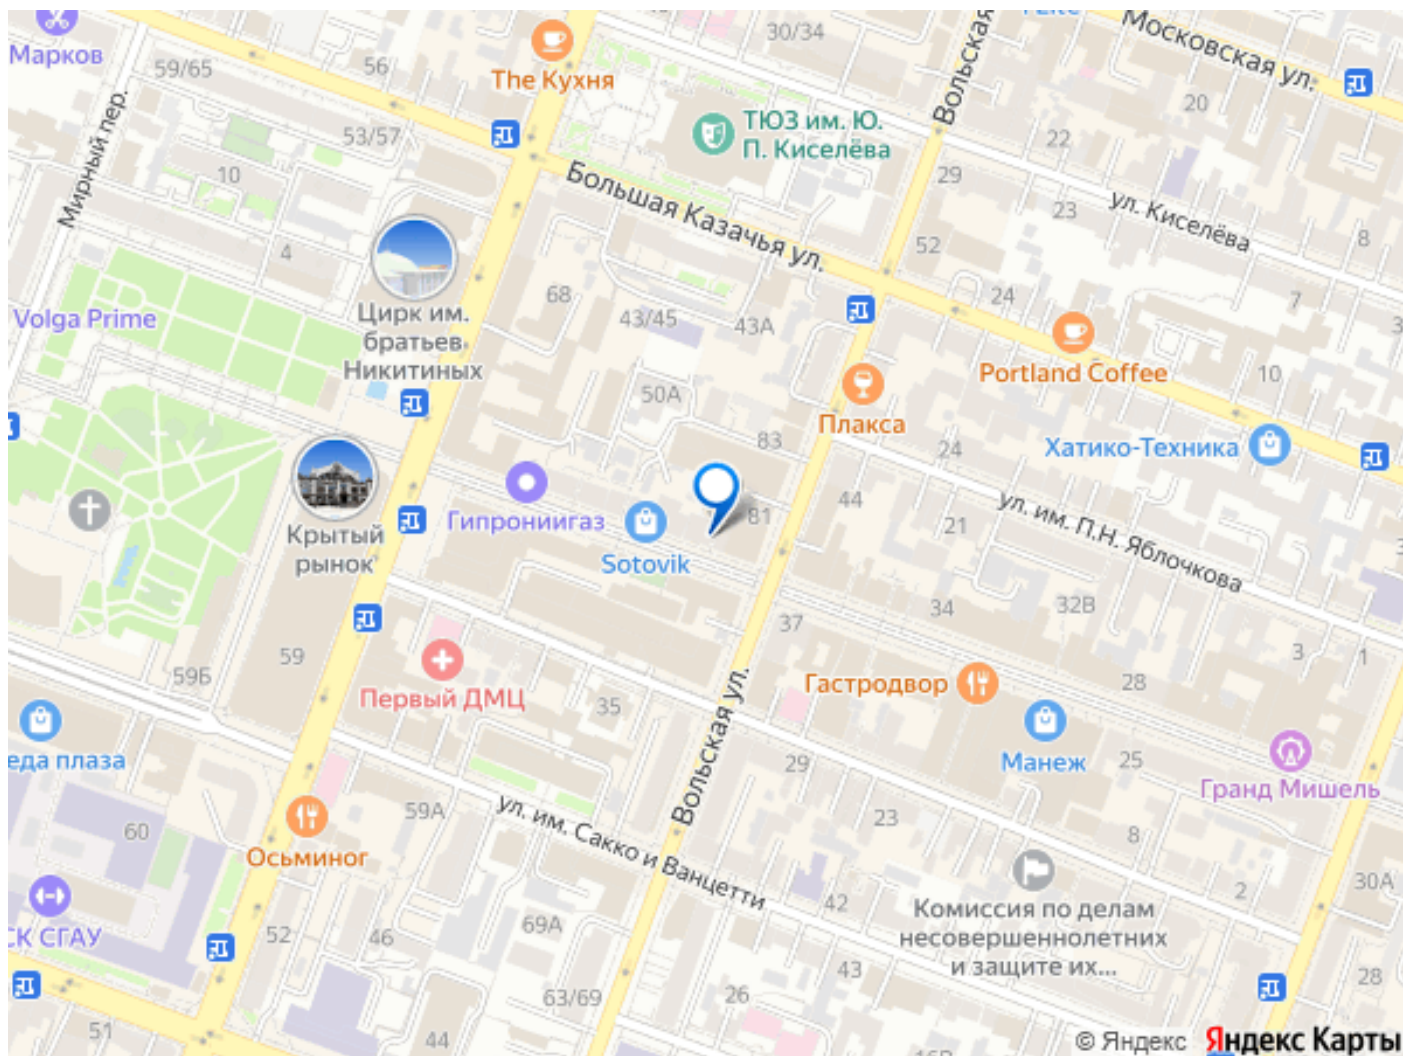 Марков
59/65
56
The Кухня
30/34
Вольская
Московская ул.
20
Мирный пер.
53/57
10
ТЮЗ им. Ю.
П. Киселёва
22
29
23
ул. Киселёва
8
Большая Казачья ул.
4
52
24
7
Volga Prime
Цирк им.
братьев
Никитиных
68
43/45
43А
50А
Portland Coffee
10
Плакса
83
24
Хатико-Техника
Крытый
рынок
Гипрониигаз
Sotovik
81
44
21
ул. им. П.Н. Яблочкова
34
32В
37
3
1
59Б
59
Первый ДМЦ
35
Вольская ул.
Гастродвор
28
Манеж
25
Гранд Мишель
еда плаза
29
23
8
60
Осьминог
59А
ул. им. Сакко и Ванцетти
42
2
30А
Комиссия по делам
несовершеннолетних
и защите их...
СК СГАУ
52
46
69А
43
63/69
26
28
51
44
© Яндекс Яндекс Карты